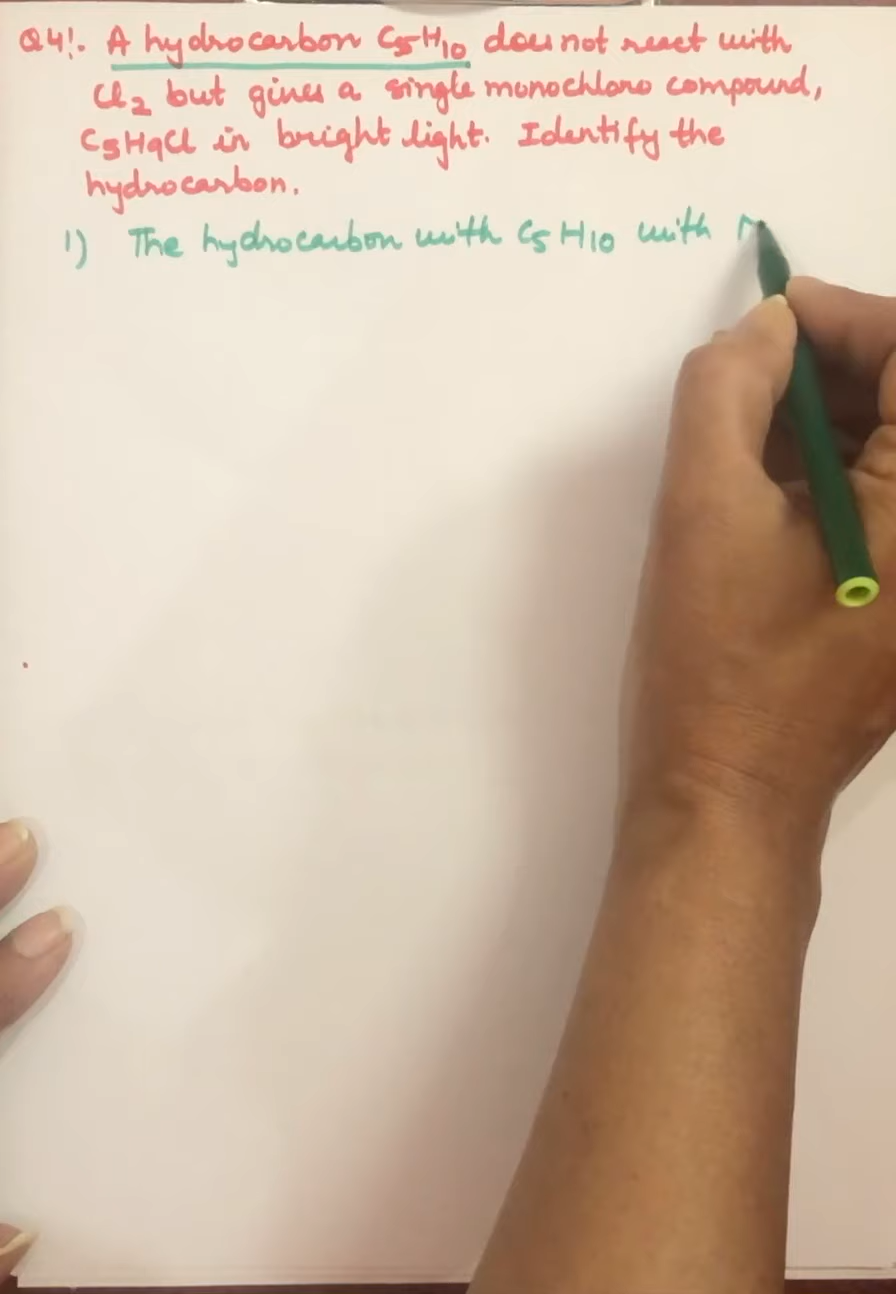 Q4!. A hydrocarbon C5H10 does not react with
Cl2 but gives a single monochloro compound,
C5H9Cl in bright light. Identify the
hydrocarbon.
1) The hydrocarbon with C5H10 with